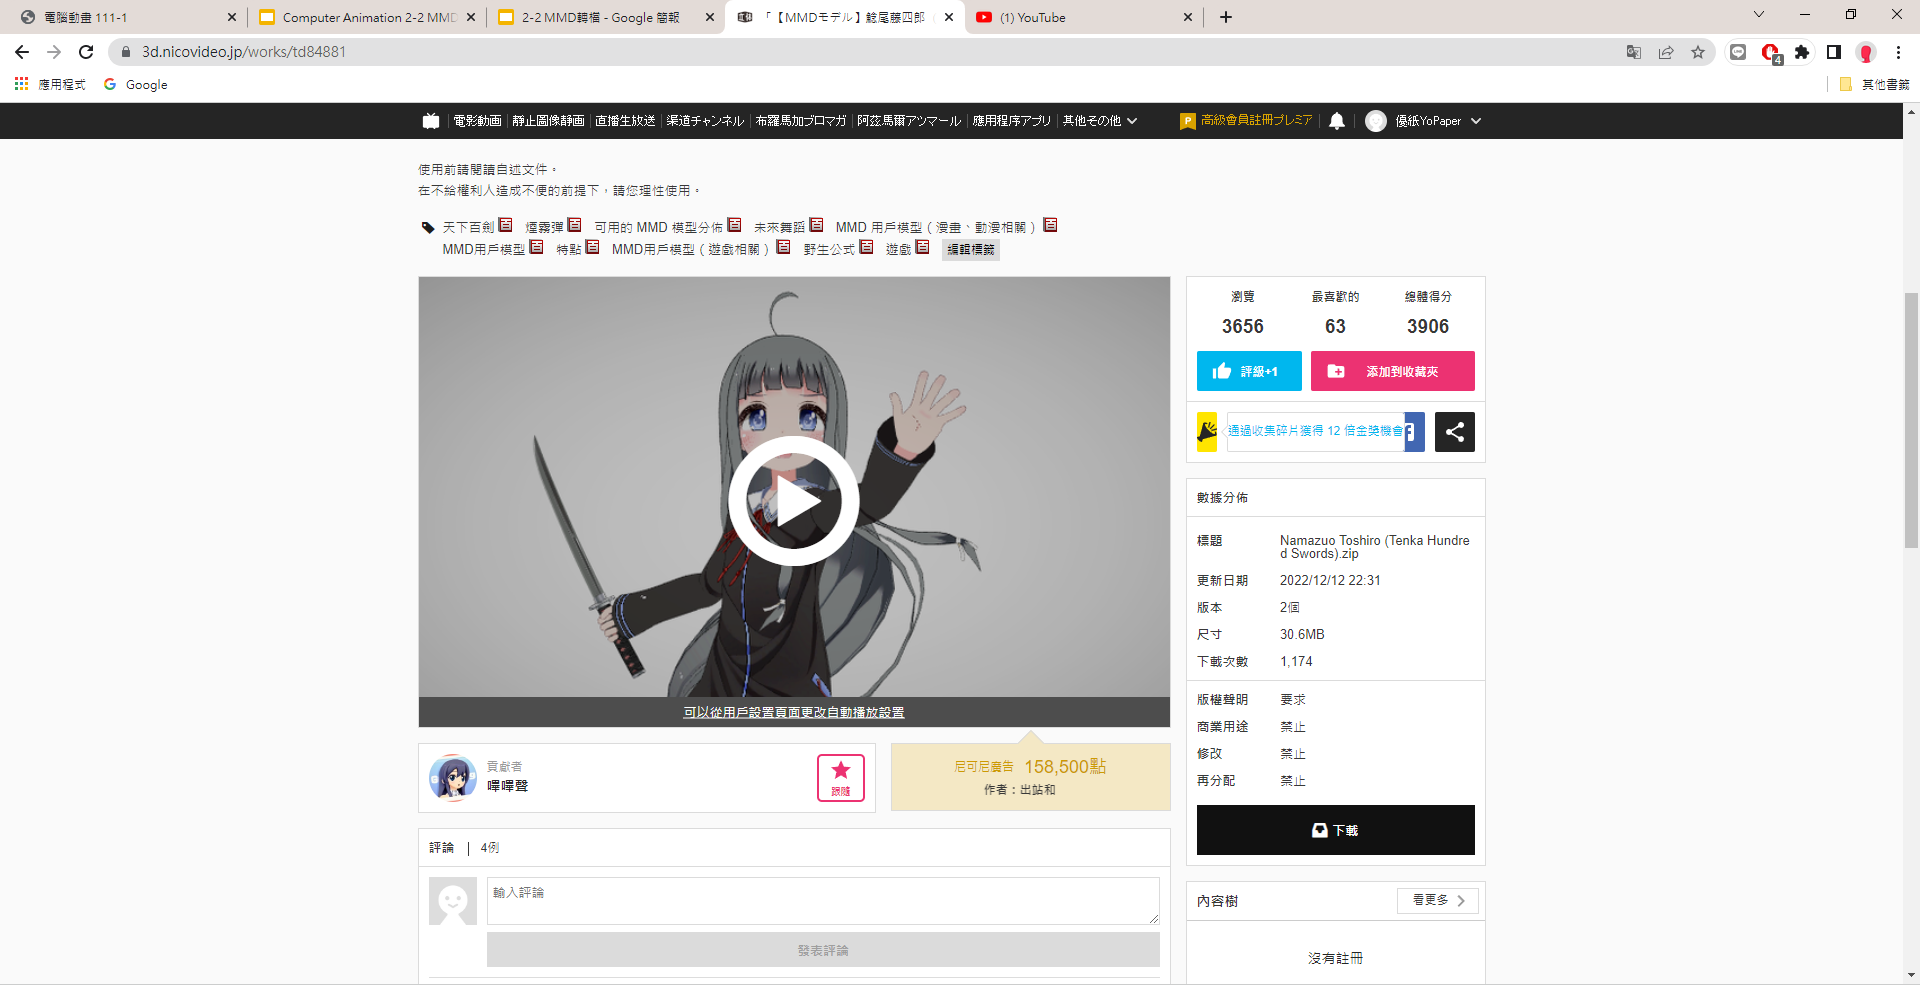 電腦動畫 111-1
Computer Animation 2-2 MMD
2-2 MMD轉檔 - Google 簡報
「【MMDモデル】鯰尾藤四郎
(1) YouTube
3d.nicovideo.jp/works/td84881
4
應用程式
Google
其他書籤
電影動画
靜止圖像静画
直播生放送
渠道チャンネル
布羅馬加ブロマガ
阿茲馬爾アツマール
應用程序アプリ
其他その他
P
高級會員註冊プレミア
優紙YoPaper
使用前請閱讀自述文件。
在不給權利人造成不便的前提下，請您理性使用。
天下百劍 煙霧彈 可用的 MMD 模型分佈 未來舞蹈 MMD 用戶模型（漫畫、動漫相關）
MMD用戶模型 特點 MMD用戶模型（遊戲相關） 野生公式 遊戲 編輯標籤
可以從用戶設置頁面更改自動播放設置
瀏覽 最喜歡的 總體得分
3656 63 3906
評級+1
添加到收藏夾
通過收集碎片獲得 12 倍金獎機會
數據分佈
標題 Namazuo Toshiro (Tenka Hundre
d Swords).zip
更新日期 2022/12/12 22:31
版本 2個
尺寸 30.6MB
下載次數 1,174
版權聲明 要求
商業用途 禁止
修改 禁止
再分配 禁止
下載
內容樹
看更多
沒有註冊
貢獻者
嗶嗶聲
跟隨
尼可尼廣告 158,500點
作者：出站和
評論 | 4例
輸入評論
發表評論